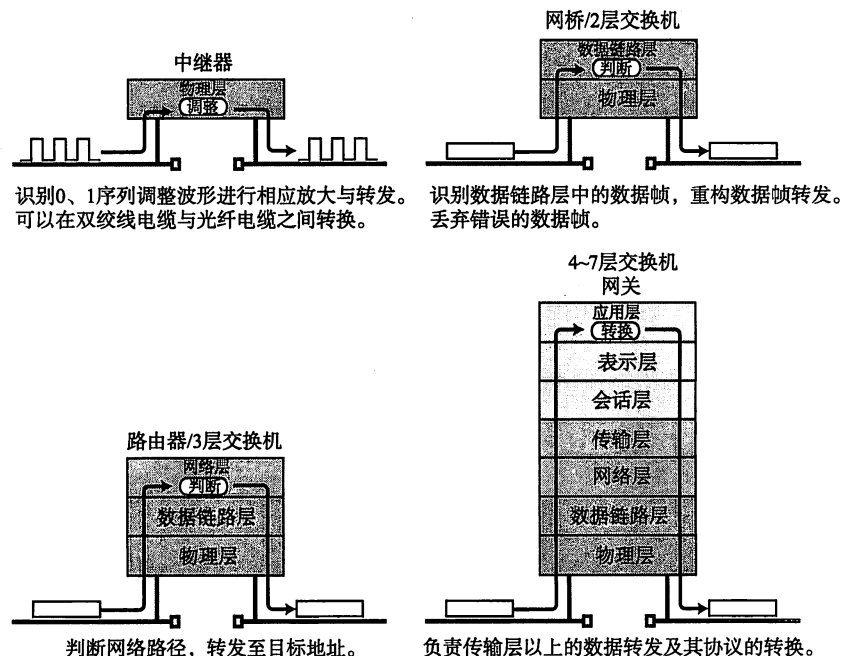 中继器
物理层
调整
识别0、1序列调整波形进行相应放大与转发。
可以在双绞线电缆与光纤电缆之间转换。
网桥/2层交换机
数据链路层
判断
物理层
识别数据链路层中的数据帧，重构数据帧转发。
丢弃错误的数据帧。
路由器/3层交换机
网络层
判断
数据链路层
物理层
判断网络路径，转发至目标地址。
4~7层交换机
网关
应用层
转换
表示层
会话层
传输层
网络层
数据链路层
物理层
负责传输层以上的数据转发及其协议的转换。